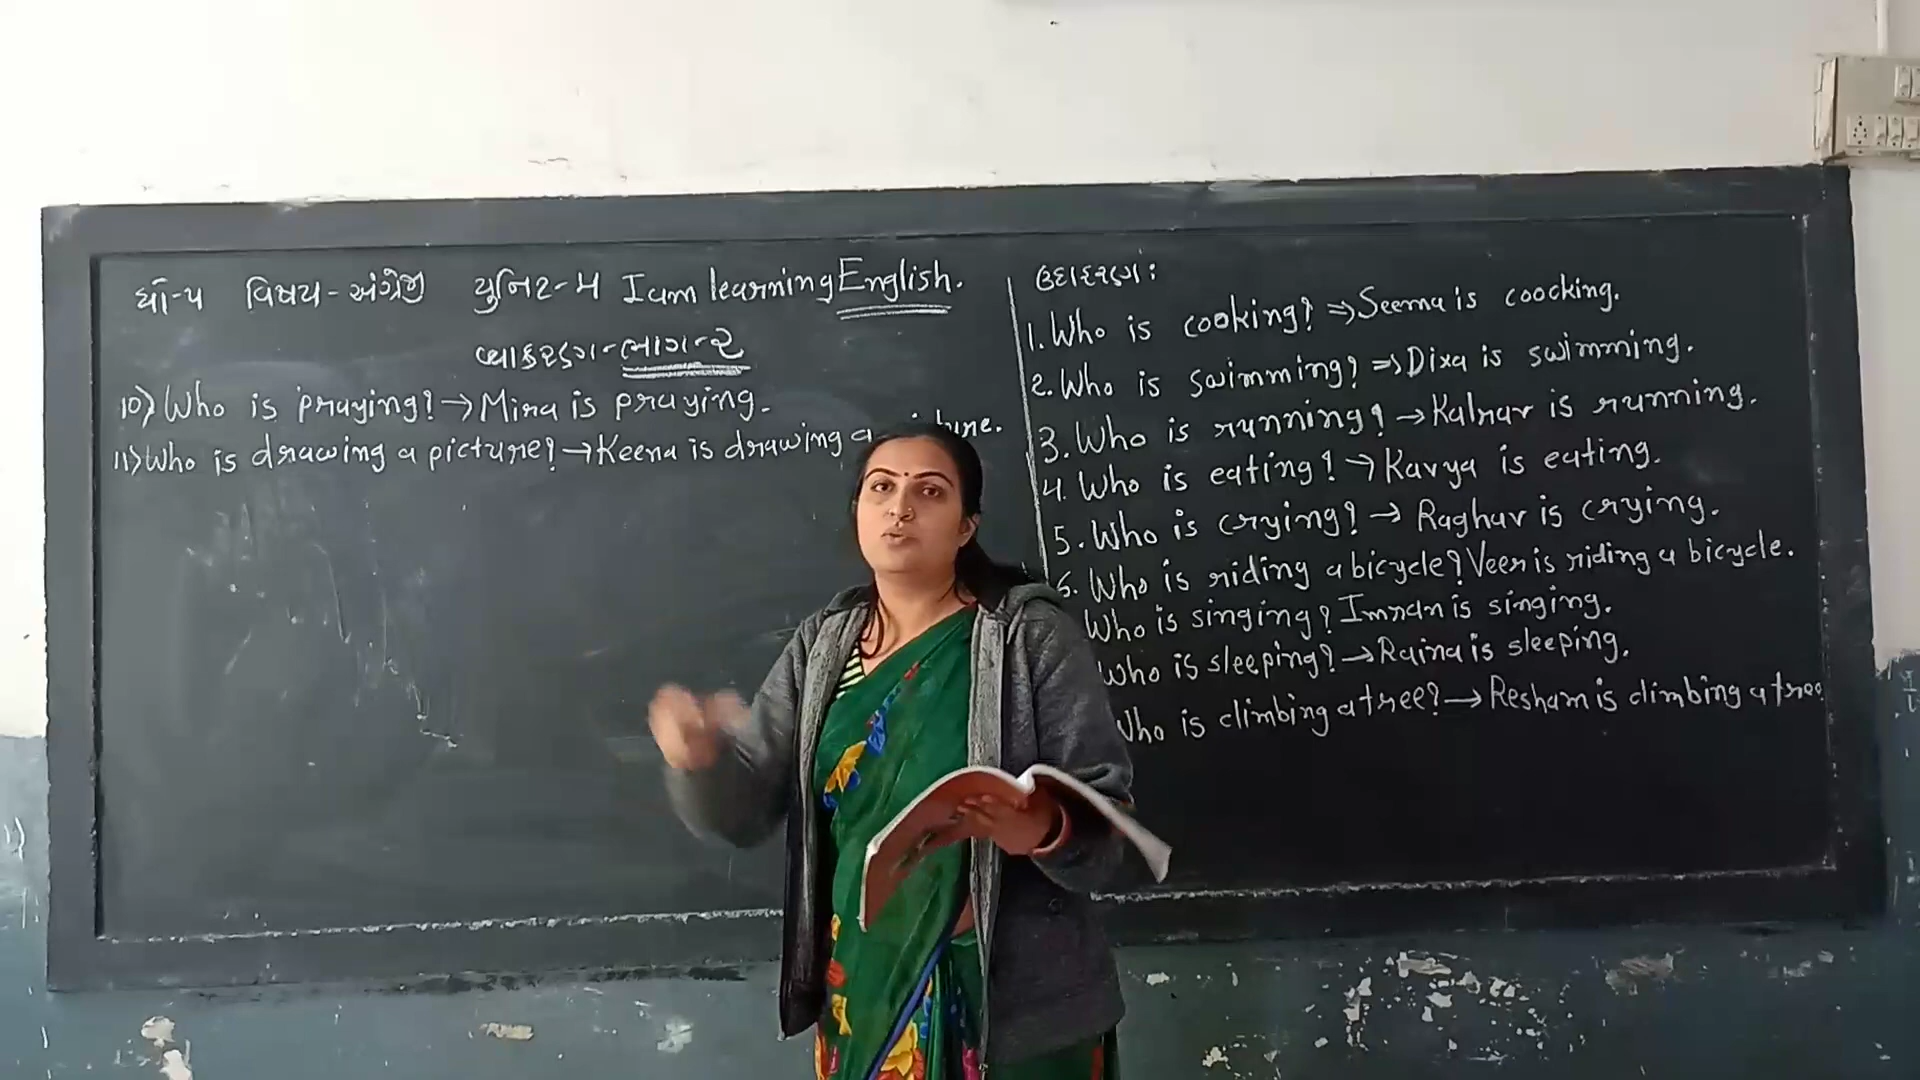 ધો-૫ વિષય-અંગ્રેજી યુનિટ-૫ I am learning English.
વ્યાકરણ-ભાગ-૨
10) Who is praying? → Mira is praying.
11) Who is drawing a picture? → Keena is drawing a
ઉદાહરણ:
1. Who is cooking? ⇒ Seema is coocking.
2. Who is swimming? ⇒ Dixa is swimming.
3. Who is running? → Kalrav is running.
4. Who is eating? → Kavya is eating.
5. Who is crying? → Raghav is crying.
6. Who is riding a bicycle? Veer is riding a bicycle.
Who is singing? Imran is singing.
Who is sleeping? → Raina is sleeping.
Who is climbing a tree? → Resham is climbing a tree.